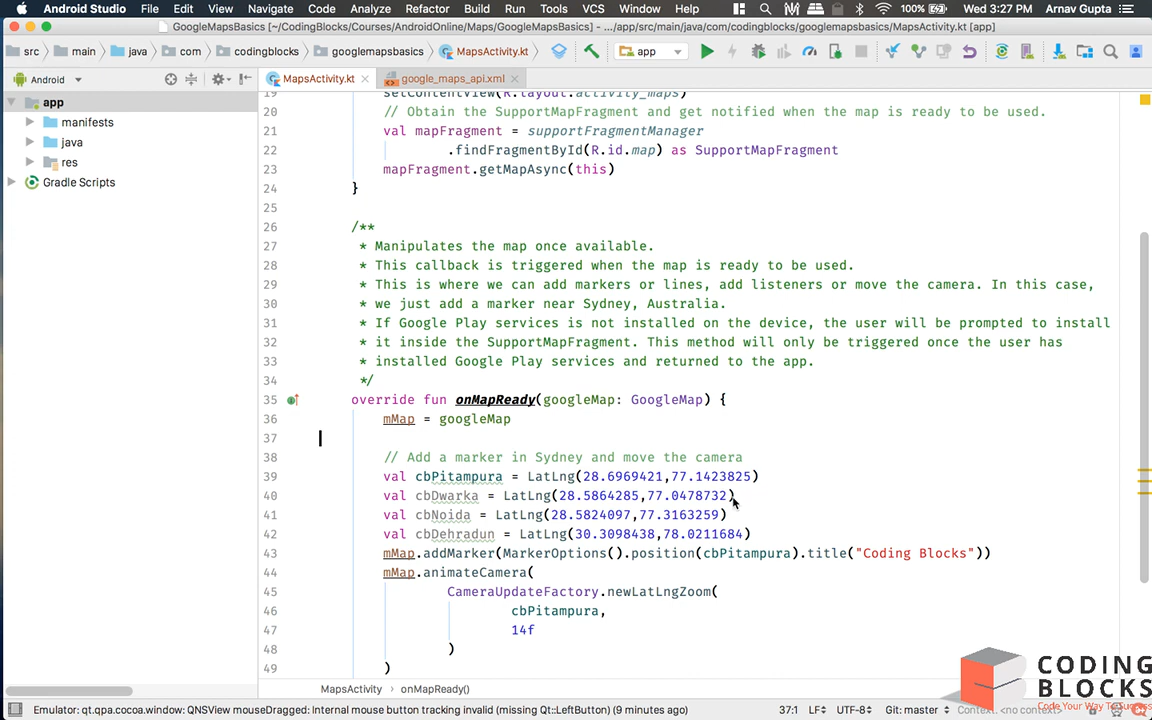 Android Studio File Edit View Navigate Code Analyze Refactor Build Run Tools VCS Window Help 100% Wed 3:27 PM Arnav Gupta
GoogleMapsBasics [~/CodingBlocks/Courses/AndroidOnline/Maps/GoogleMapsBasics] - .../app/src/main/java/com/codingblocks/googlemapsbasics/MapsActivity.kt [app]
src main java com codingblocks googlemapsbasics MapsActivity.kt app
Android MapsActivity.kt google_maps_api.xml
app
manifests
java
res
Gradle Scripts
19 setContentView(R.layout.activity_maps)
20 // Obtain the SupportMapFragment and get notified when the map is ready to be used.
21 val mapFragment = supportFragmentManager
22 .findFragmentById(R.id.map) as SupportMapFragment
23 mapFragment.getMapAsync(this)
24 }
25
26 /**
27 * Manipulates the map once available.
28 * This callback is triggered when the map is ready to be used.
29 * This is where we can add markers or lines, add listeners or move the camera. In this case,
30 * we just add a marker near Sydney, Australia.
31 * If Google Play services is not installed on the device, the user will be prompted to install
32 * it inside the SupportMapFragment. This method will only be triggered once the user has
33 * installed Google Play services and returned to the app.
34 */
35 override fun onMapReady(googleMap: GoogleMap) {
36 mMap = googleMap
37
38 // Add a marker in Sydney and move the camera
39 val cbPitampura = LatLng(28.6969421,77.1423825)
40 val cbDwarka = LatLng(28.5864285,77.0478732)
41 val cbNoida = LatLng(28.5824097,77.3163259)
42 val cbDehradun = LatLng(30.3098438,78.0211684)
43 mMap.addMarker(MarkerOptions().position(cbPitampura).title("Coding Blocks"))
44 mMap.animateCamera(
45 CameraUpdateFactory.newLatLngZoom(
46 cbPitampura,
47 14f
48 )
49 )
MapsActivity › onMapReady()
CODING
BLOCKS
Code Your Way To Success
Emulator: qt.qpa.cocoa.window: QNSView mouseDragged: Internal mouse button tracking invalid (missing Qt::LeftButton) (9 minutes ago) 37:1 LF÷ UTF-8÷ Git: master÷ Context: <no context>